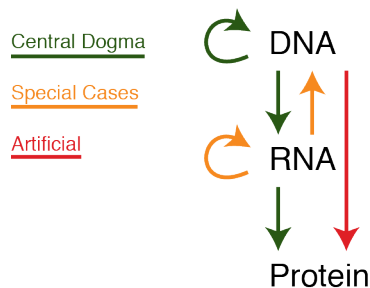 Central Dogma
Special Cases
Artificial
DNA
RNA
Protein